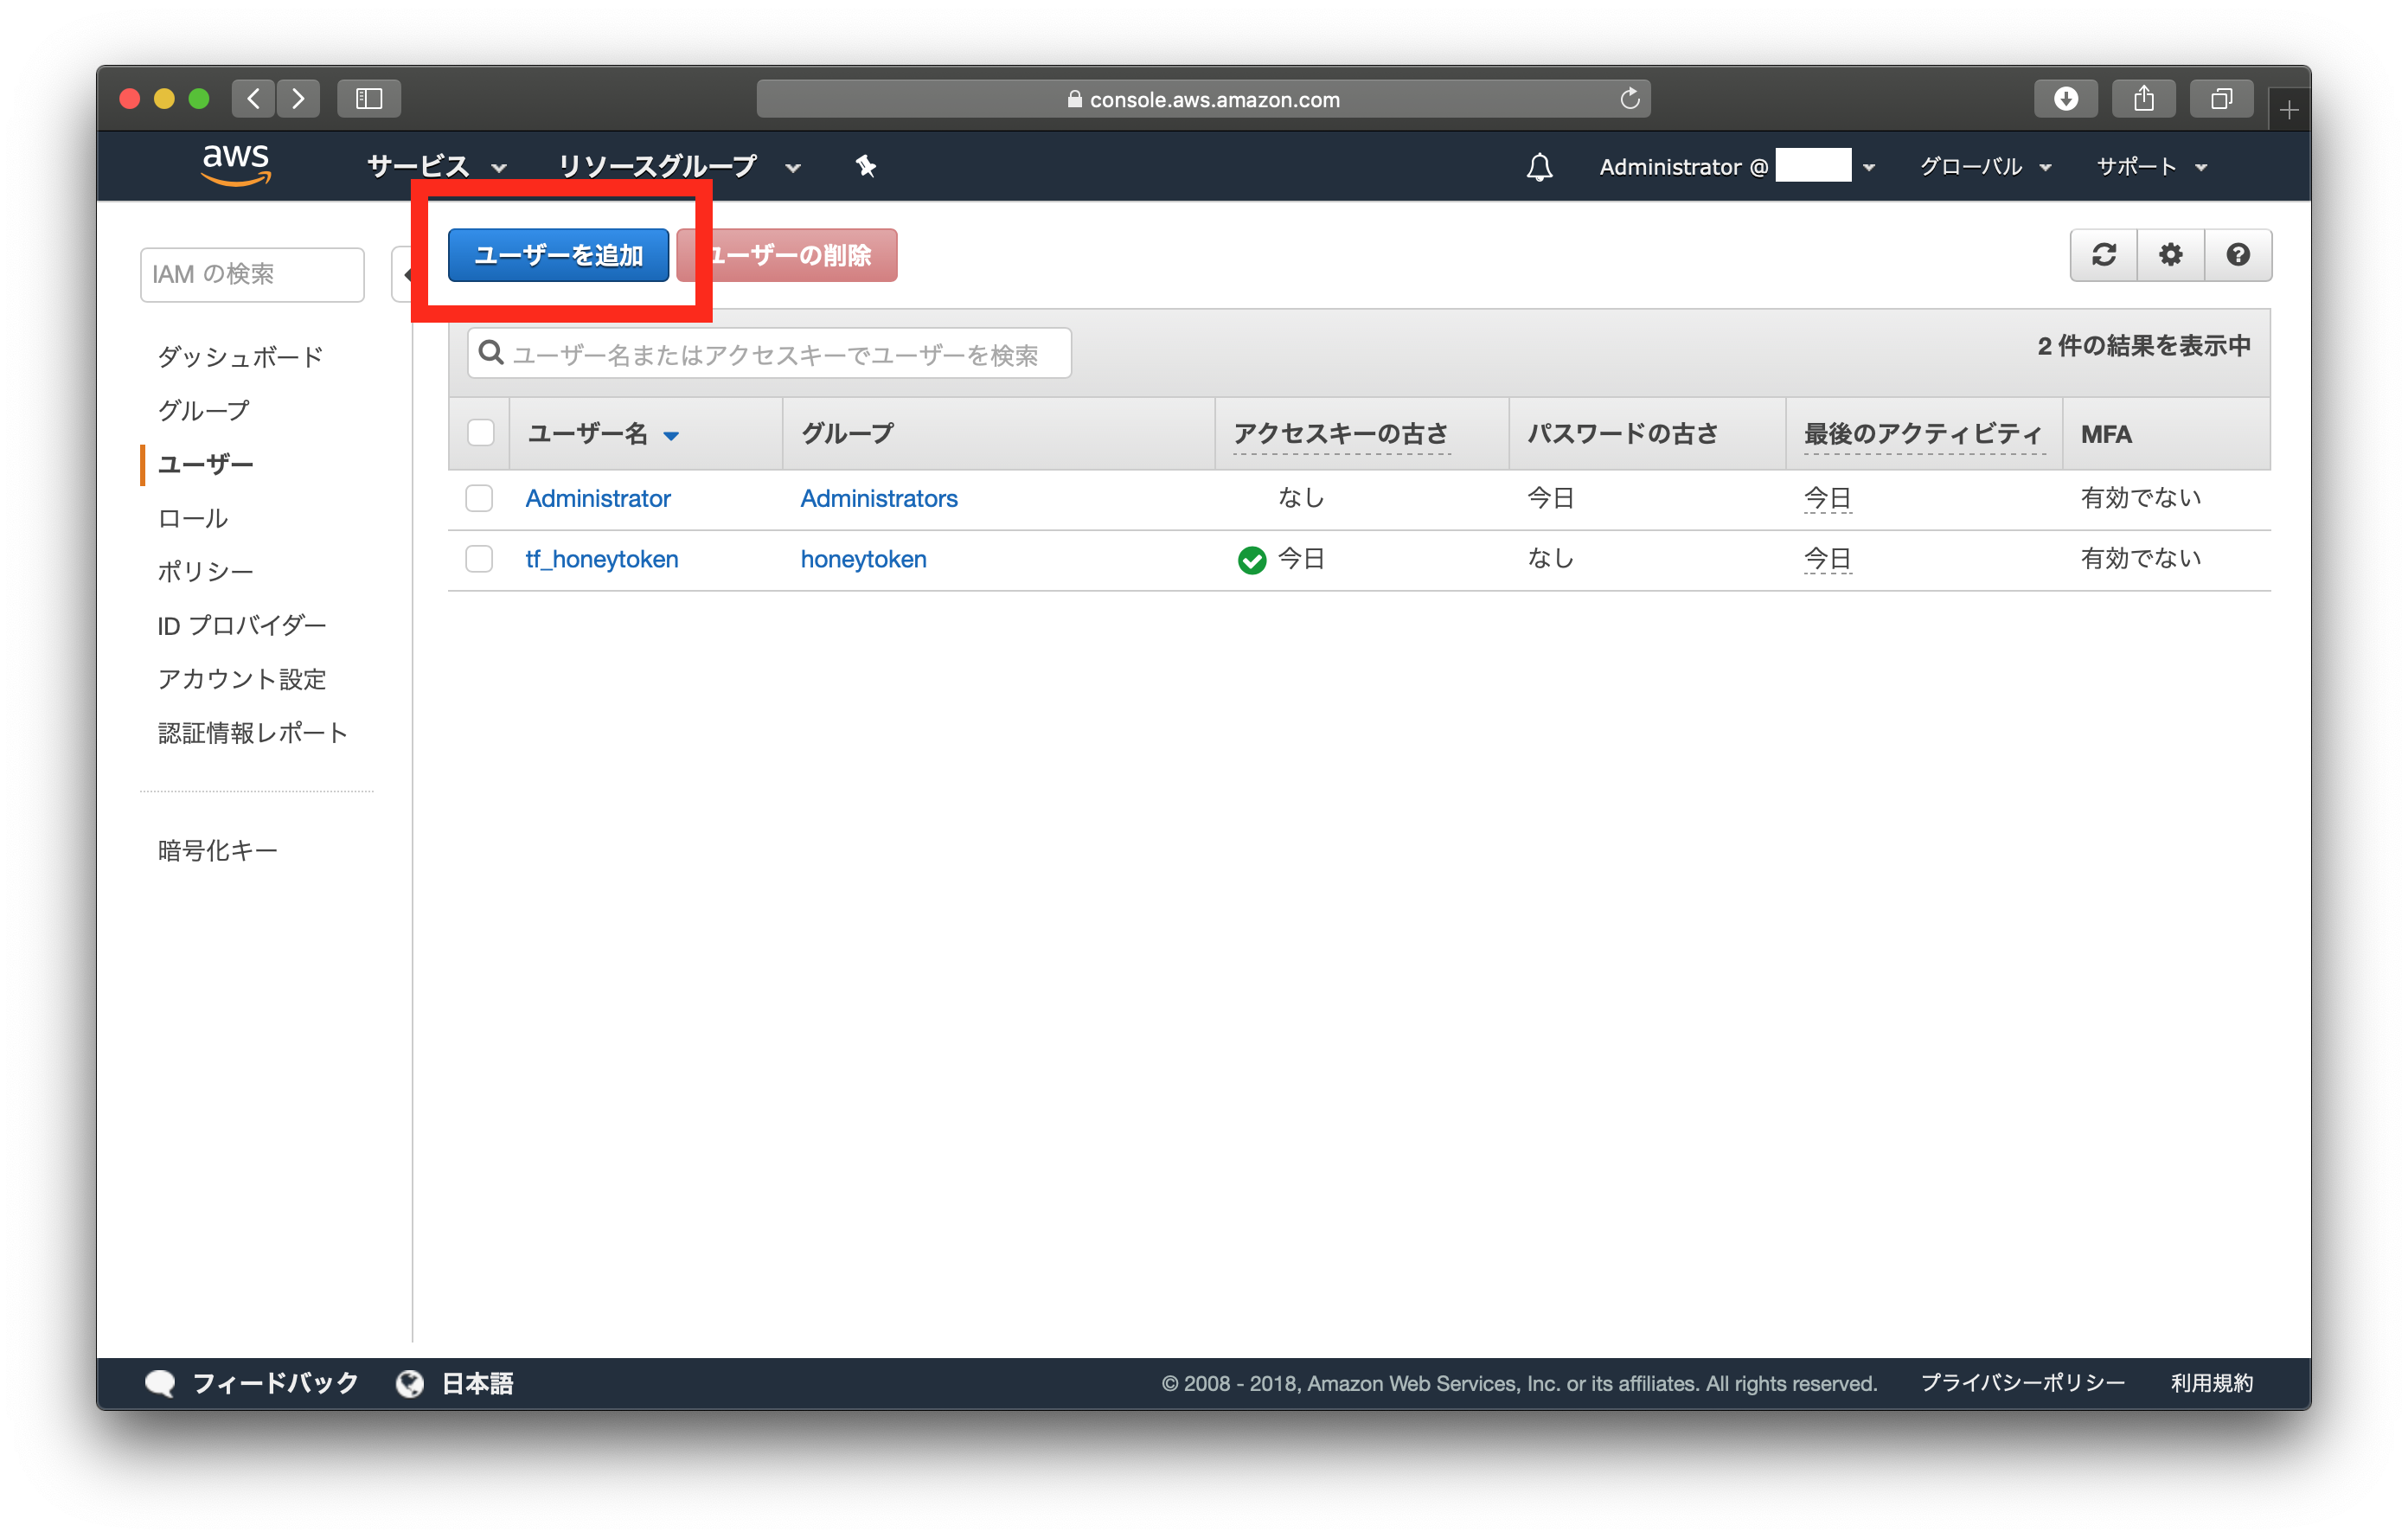 console.aws.amazon.com
aws サービス リソースグループ Administrator @ グローバル サポート
IAM の検索
ユーザーを追加 ユーザーの削除
ユーザー名またはアクセスキーでユーザーを検索 2 件の結果を表示中
ダッシュボード
グループ
ユーザー
ロール
ポリシー
ID プロバイダー
アカウント設定
認証情報レポート
暗号化キー
ユーザー名 グループ アクセスキーの古さ パスワードの古さ 最後のアクティビティ MFA
Administrator Administrators なし 今日 今日 有効でない
tf_honeytoken honeytoken 今日 なし 今日 有効でない
フィードバック 日本語 © 2008 - 2018, Amazon Web Services, Inc. or its affiliates. All rights reserved. プライバシーポリシー 利用規約